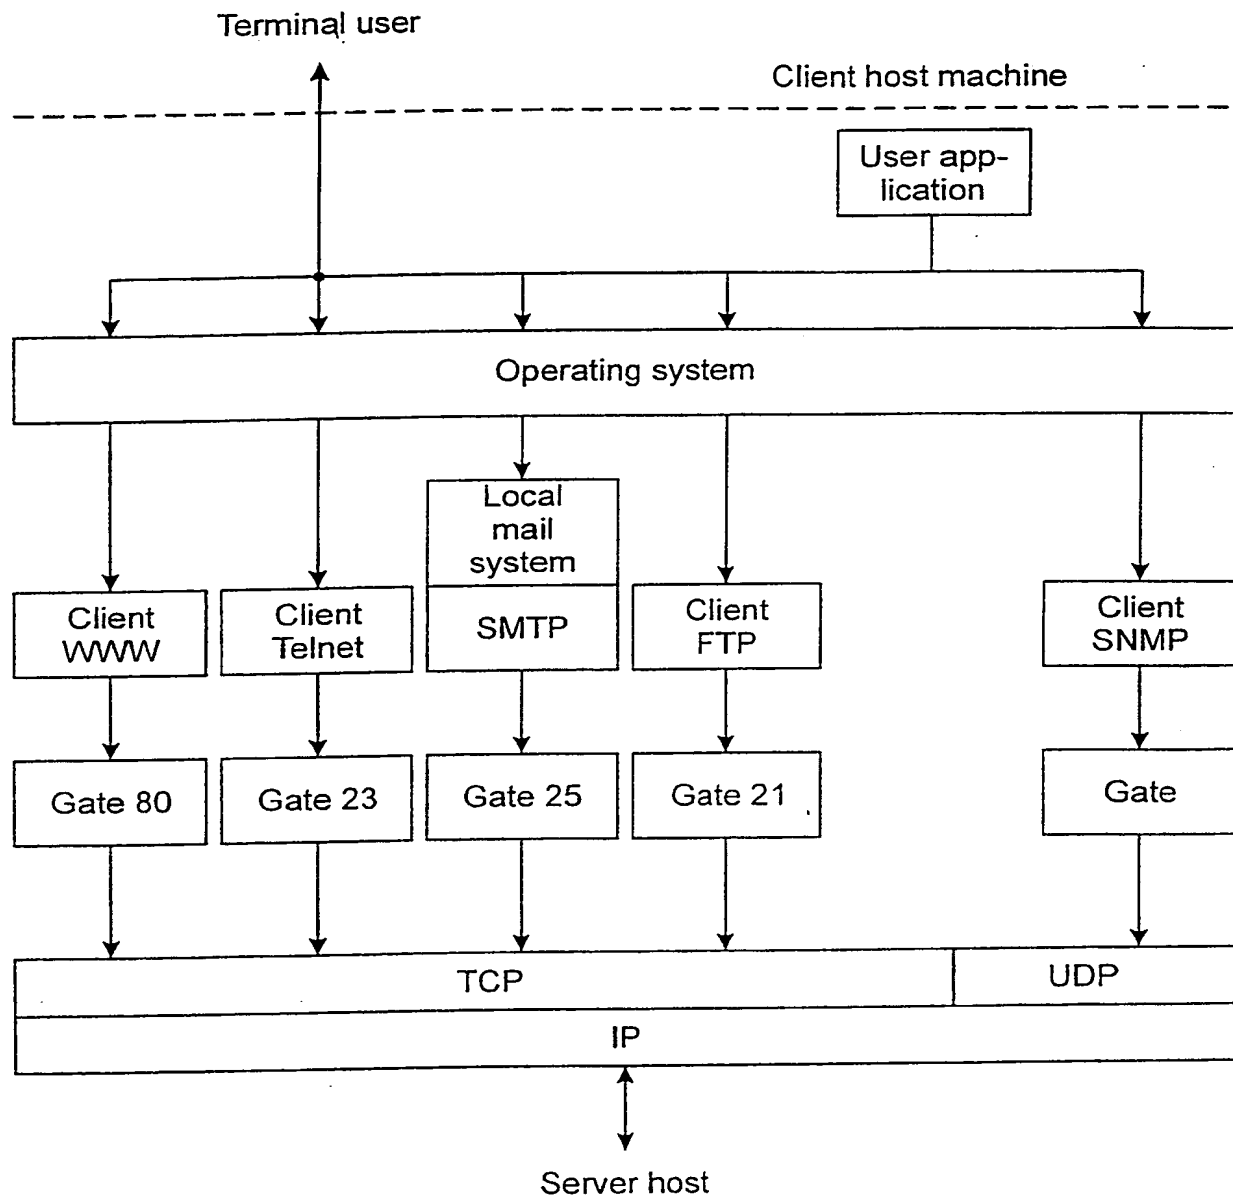 Terminal user
Client host machine
User app-
lication
Operating system
Local
mail
system
Client
WWW
Client
Telnet
SMTP
Client
FTP
Client
SNMP
Gate 80
Gate 23
Gate 25
Gate 21
Gate
TCP
UDP
IP
Server host